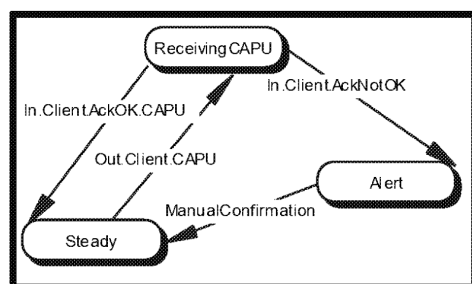 ReceivingCAPU
In.Client.AckNotOK
In.Client.AckOK.CAPU
Out.Client.CAPU
Alert
ManualConfirmation
Steady